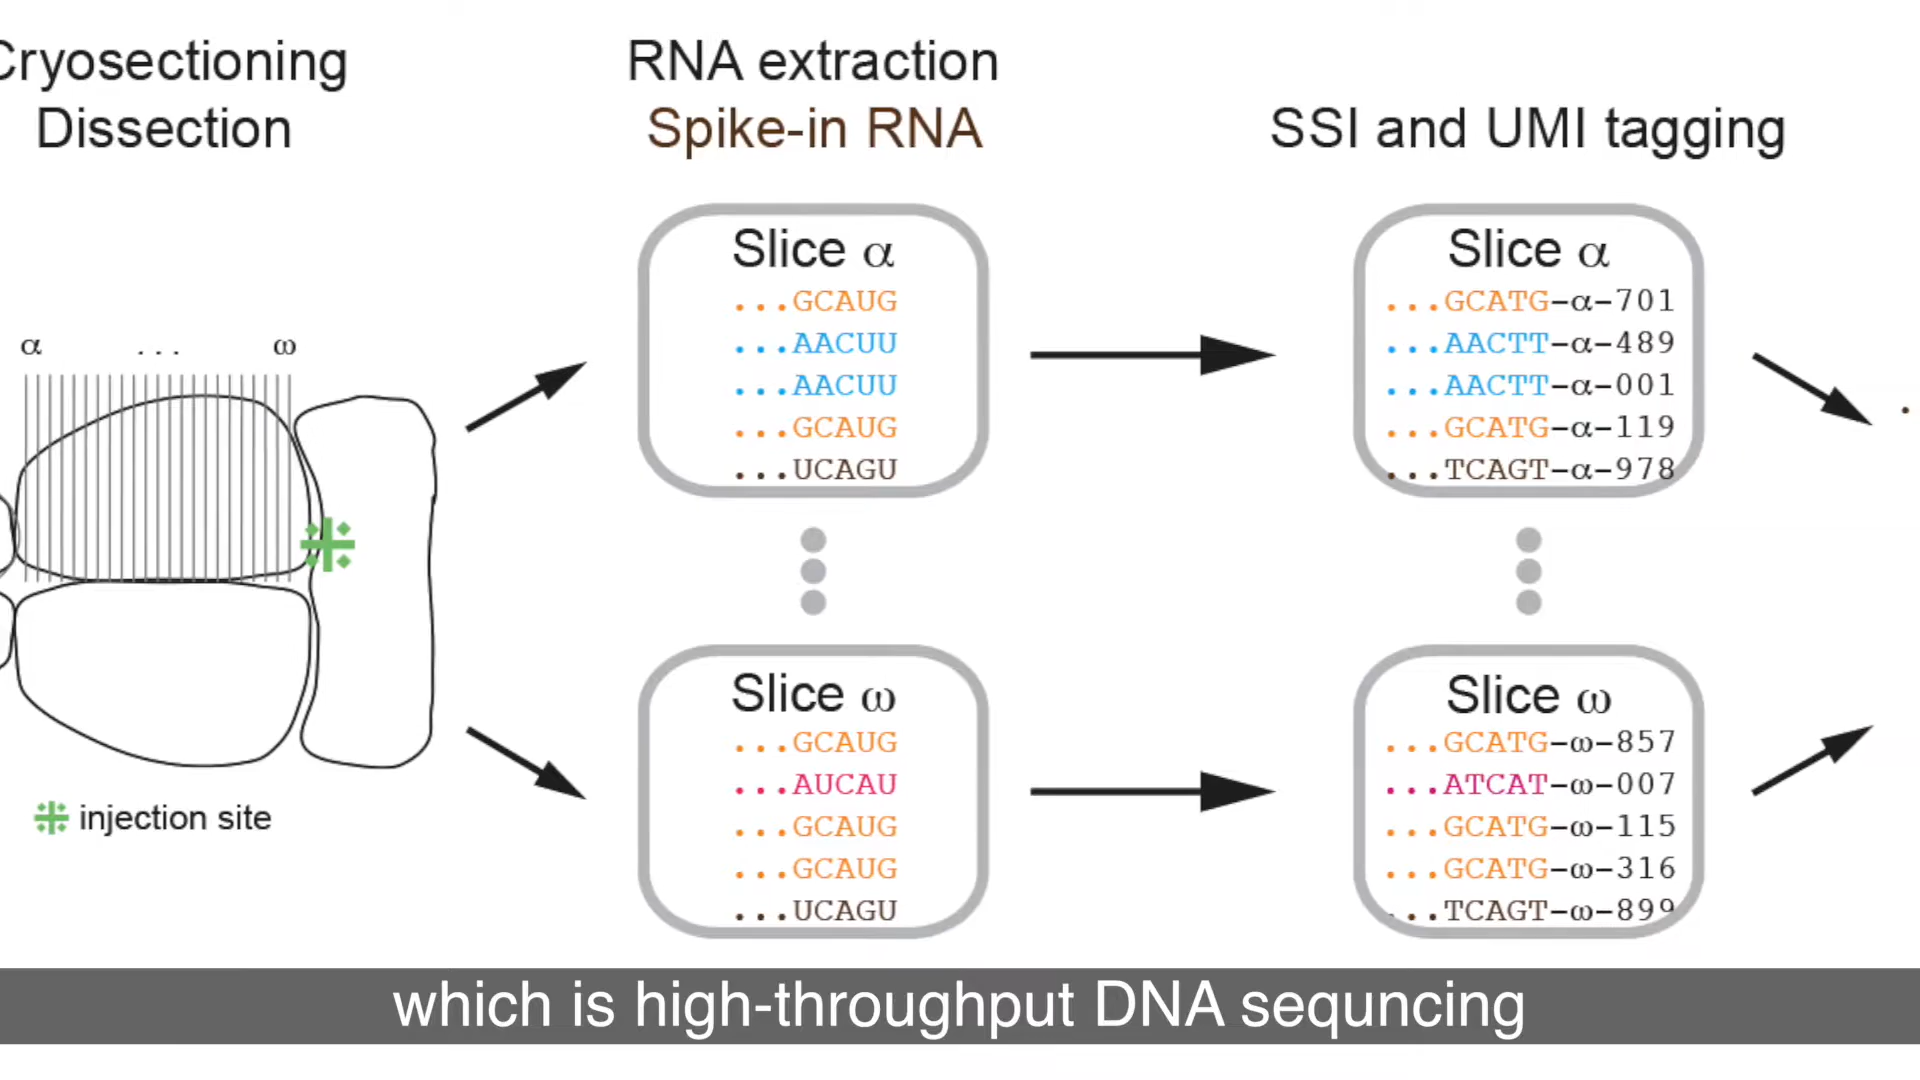 Cryosectioning
Dissection
α ... ω
injection site
RNA extraction
Spike-in RNA
Slice α
...GCAUG
...AACUU
...AACUU
...GCAUG
...UCAGU
Slice ω
...GCAUG
...AUCAU
...GCAUG
...GCAUG
...UCAGU
SSI and UMI tagging
Slice α
...GCATG-α-701
...AACTT-α-489
...AACTT-α-001
...GCATG-α-119
...TCAGT-α-978
Slice ω
...GCATG-ω-857
...ATCAT-ω-007
...GCATG-ω-115
...GCATG-ω-316
...TCAGT-ω-899
which is high-throughput DNA sequncing